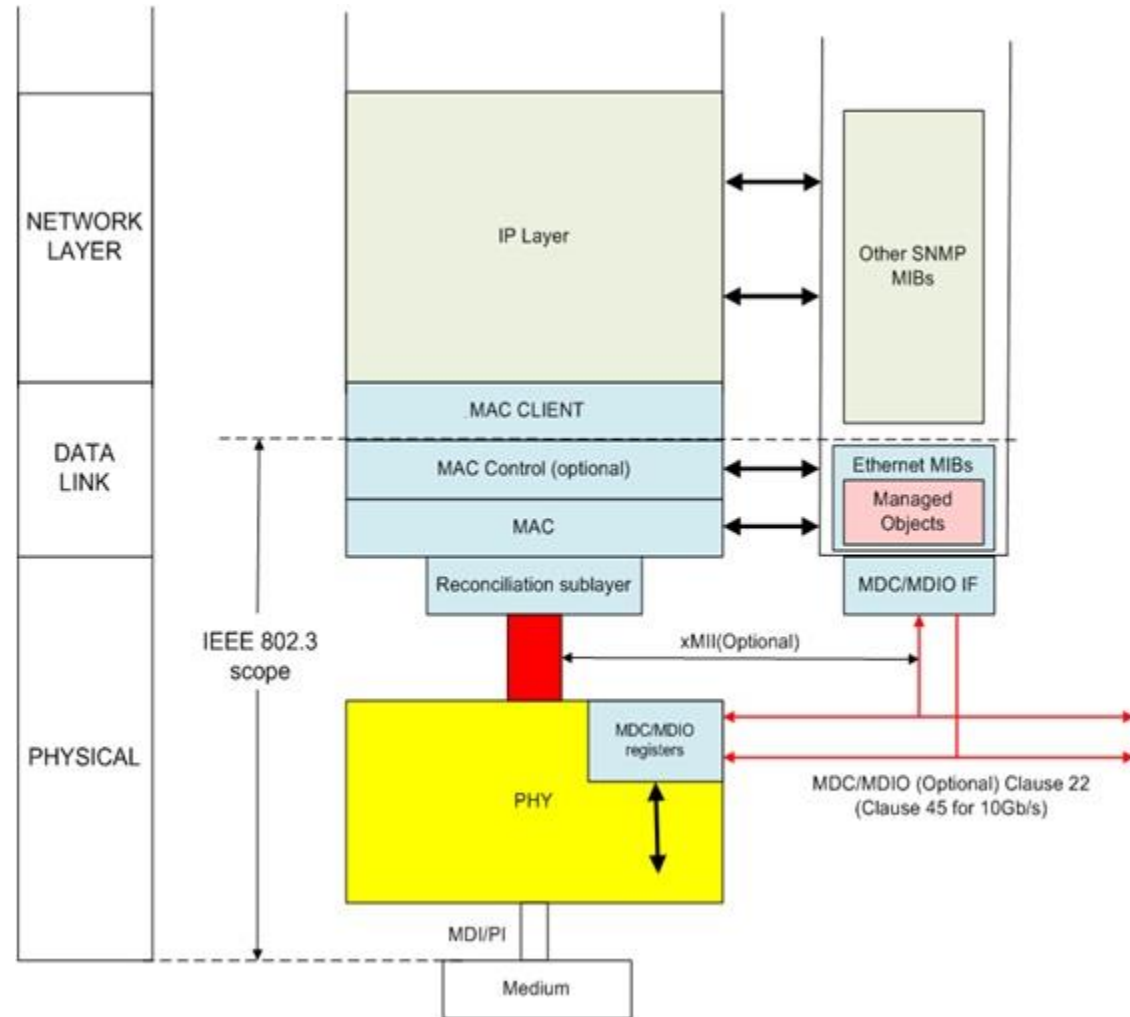 NETWORK
LAYER
DATA
LINK
PHYSICAL
IEEE 802.3
scope
IP Layer
MAC CLIENT
MAC Control (optional)
MAC
Reconciliation sublayer
xMII(Optional)
PHY
MDC/MDIO
registers
MDI/PI
Medium
Other SNMP
MIBs
Ethernet MIBs
Managed
Objects
MDC/MDIO IF
MDC/MDIO (Optional) Clause 22
(Clause 45 for 10Gb/s)